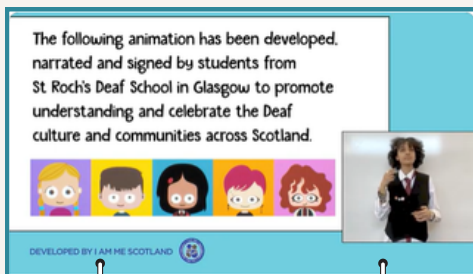 The following animation has been developed,
narrated and signed by students from
St Roch's Deaf School in Glasgow to promote
understanding and celebrate the Deaf
culture and communities across Scotland.
DEVELOPED BY I AM ME SCOTLAND